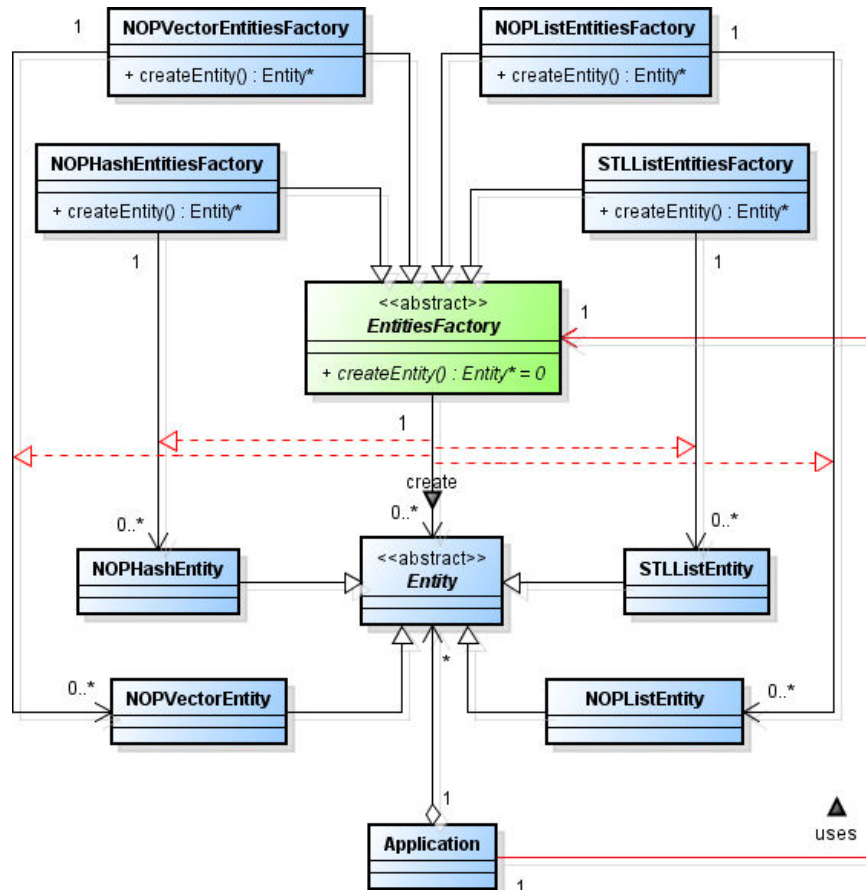 1
NOPVectorEntitiesFactory
+ createEntity() : Entity*
NOPListEntitiesFactory
1
+ createEntity() : Entity*
NOPHashEntitiesFactory
+ createEntity() : Entity*
STLListEntitiesFactory
+ createEntity() : Entity*
1
1
<<abstract>>
EntitiesFactory
+ createEntity() : Entity* = 0
1
1
create
0..*
0..*
0..*
NOPHashEntity
<<abstract>>
Entity
STLListEntity
*
0..*
NOPVectorEntity
NOPListEntity
0..*
1
Application
uses
1